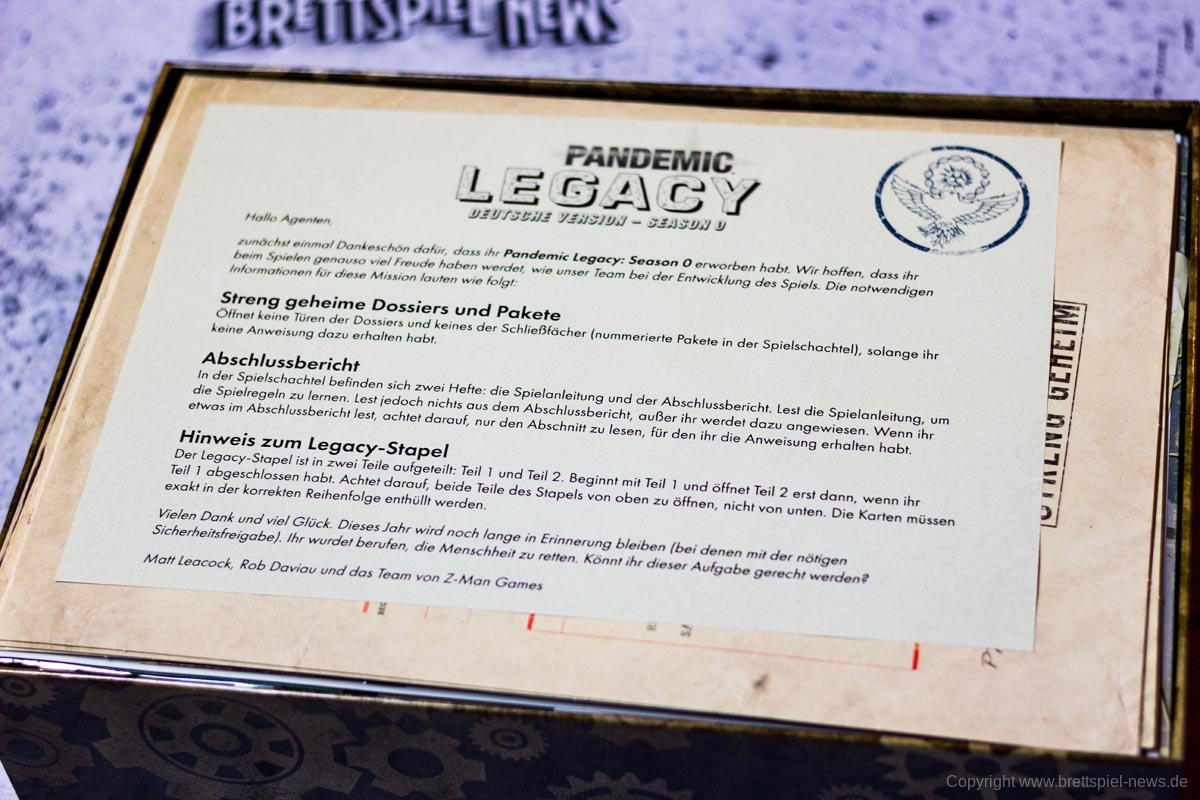 BRETTSPIEL NEWS
PANDEMIC
LEGACY
DEUTSCHE VERSION – SEASON 0
Hallo Agenten,
zunächst einmal Dankeschön dafür, dass ihr Pandemic Legacy: Season 0 erworben habt. Wir hoffen, dass ihr
beim Spielen genauso viel Freude haben werdet, wie unser Team bei der Entwicklung des Spiels. Die notwendigen
Informationen für diese Mission lauten wie folgt:
Streng geheime Dossiers und Pakete
Öffnet keine Türen der Dossiers und keines der Schließfächer (nummerierte Pakete in der Spielschachtel), solange ihr
keine Anweisung dazu erhalten habt.
Abschlussbericht
In der Spielschachtel befinden sich zwei Hefte: die Spielanleitung und der Abschlussbericht. Lest die Spielanleitung, um
die Spielregeln zu lernen. Lest jedoch nichts aus dem Abschlussbericht, außer ihr werdet dazu angewiesen. Wenn ihr
etwas im Abschlussbericht lest, achtet darauf, nur den Abschnitt zu lesen, für den ihr die Anweisung erhalten habt.
Hinweis zum Legacy-Stapel
Der Legacy-Stapel ist in zwei Teile aufgeteilt: Teil 1 und Teil 2. Beginnt mit Teil 1 und öffnet Teil 2 erst dann, wenn ihr
Teil 1 abgeschlossen habt. Achtet darauf, beide Teile des Stapels von oben zu öffnen, nicht von unten. Die Karten müssen
exakt in der korrekten Reihenfolge enthüllt werden.
Vielen Dank und viel Glück. Dieses Jahr wird noch lange in Erinnerung bleiben (bei denen mit der nötigen
Sicherheitsfreigabe). Ihr wurdet berufen, die Menschheit zu retten. Könnt ihr dieser Aufgabe gerecht werden?
Matt Leacock, Rob Daviau und das Team von Z-Man Games
STRENG GEHEIM
Copyright www.brettspiel-news.de